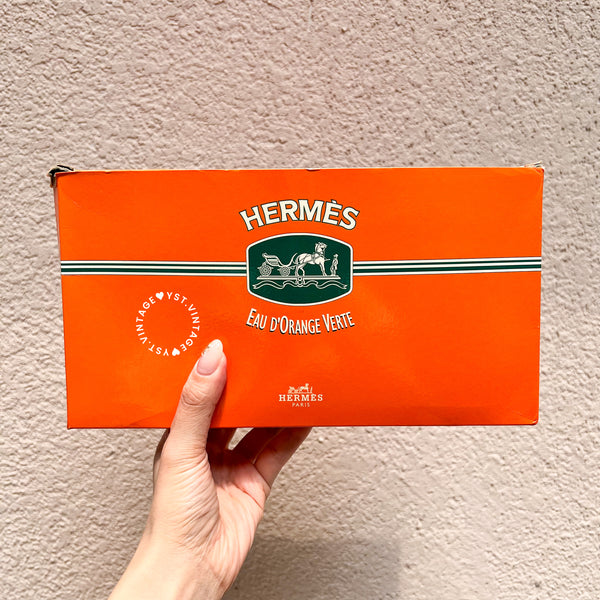 HERMÈS
EAU D'ORANGE VERTE
YST.VINTAGE♥YST.VINTAGE♥
HERMÈS
PARIS